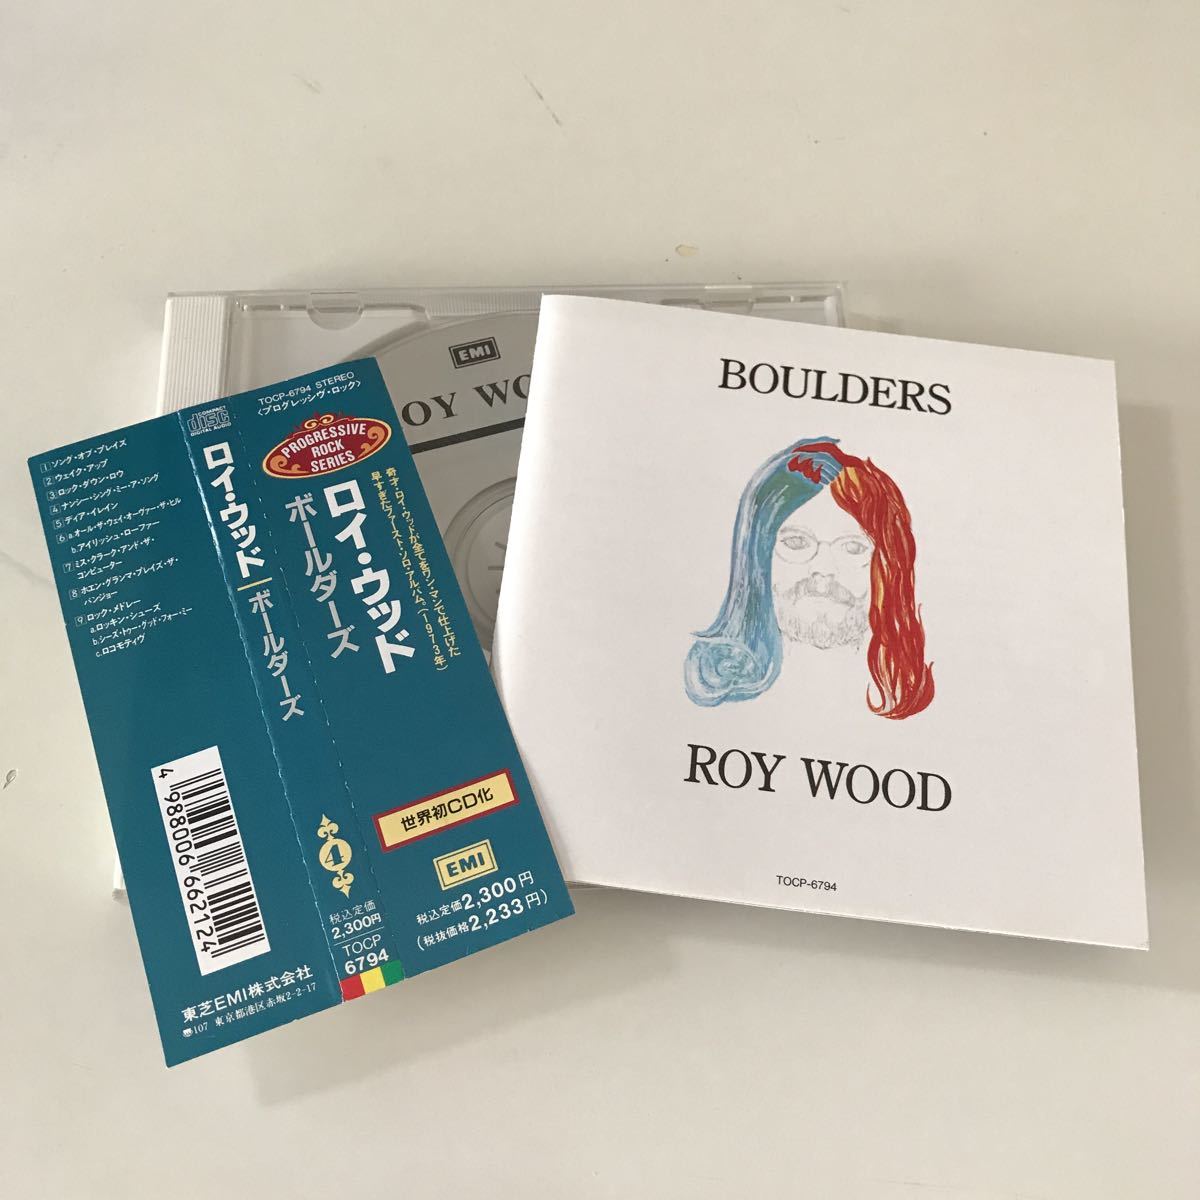 COMPACT
disc
DIGITAL AUDIO
1 ソング・オブ・プレイズ
2 ウェイク・アップ
3 ロック・ダウン・ロウ
4 ナンシー・シング・ミー・ア・ソング
5 ディア・イレイン
6 a.オール・ザ・ウェイ・オーヴァー・ザ・ヒル
b.アイリッシュ・ローファー
7 ミス・クラーク・アンド・ザ・
コンピューター
8 ホエン・グランマ・プレイズ・ザ・
バンジョー
9 ロック・メドレー
a.ロッキン・シューズ
b.シーズ・トゥー・グッド・フォー・ミー
c.ロコモティヴ
4 988006 662124
東芝EMI株式会社
107 東京都港区赤坂2-2-17
ロイ・ウッド
ボールダーズ
4
税込定価
2,300円
TOCP
6794
TOCP-6794 STEREO
〈プログレッシヴ・ロック〉
PROGRESSIVE
ROCK
SERIES
奇才・ロイ・ウッドが全てをワン・マンで仕上げた
早すぎたファースト・ソロ・アルバム。(1973年)
ロイ・ウッド
ボールダーズ
世界初CD化
EMI
税込定価2,300円
(税抜価格2,233円)
EMI
OY WO
BOULDERS
ROY WOOD
TOCP-6794